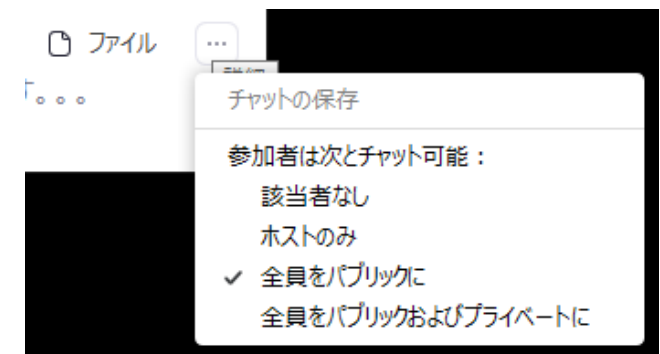 ファイル ...
す。。。
チャットの保存
参加者は次とチャット可能：
該当者なし
ホストのみ
✓ 全員をパブリックに
全員をパブリックおよびプライベートに